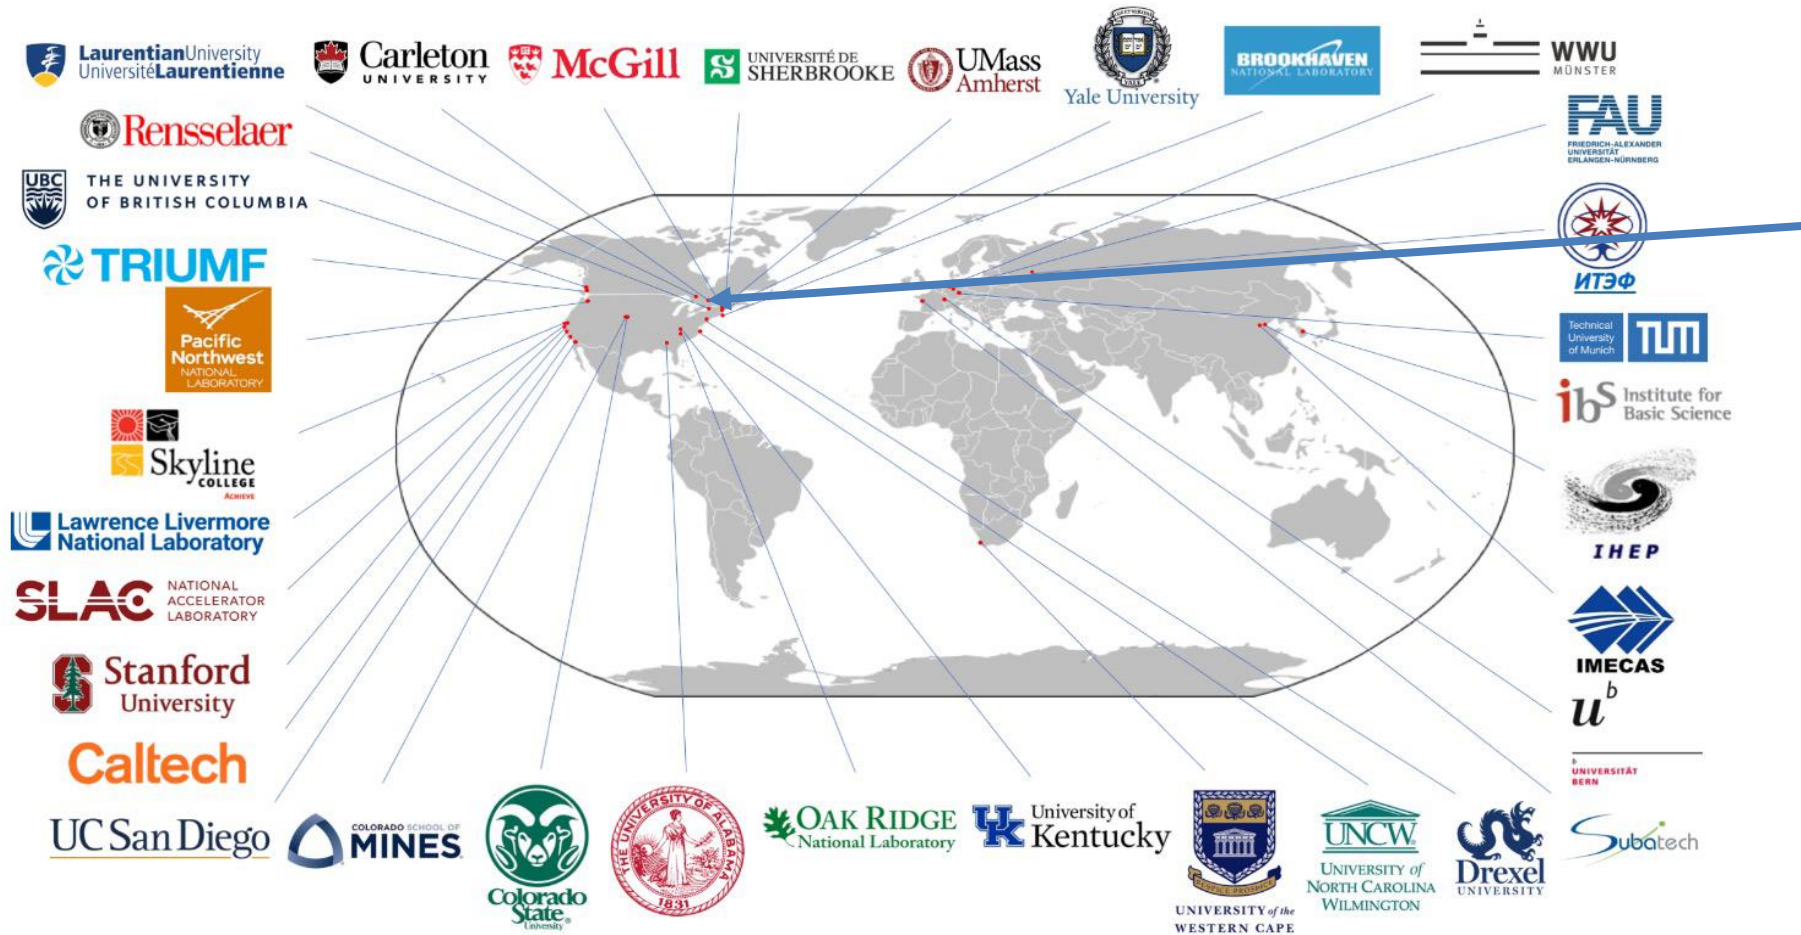 LaurentianUniversity
UniversitéLaurentienne
Carleton
UNIVERSITY
McGill
UNIVERSITÉ DE
SHERBROOKE
UMass
Amherst
Yale University
BROOKHAVEN
NATIONAL LABORATORY
WWU
MÜNSTER
Rensselaer
FAU
FRIEDRICH-ALEXANDER
UNIVERSITÄT
ERLANGEN-NÜRNBERG
UBC
THE UNIVERSITY
OF BRITISH COLUMBIA
TRIUMF
ИТЭФ
Pacific
Northwest
NATIONAL
LABORATORY
Technical
University
of Munich
TUM
ibs Institute for
Basic Science
Skyline
COLLEGE
ACHIEVE
IHEP
Lawrence Livermore
National Laboratory
SLAC
NATIONAL
ACCELERATOR
LABORATORY
IMECAS
Stanford
University
u
b
b
UNIVERSITÄT
BERN
Caltech
UC San Diego
COLORADO SCHOOL OF
MINES
Colorado
State
University
THE UNIVERSITY OF ALABAMA
1831
OAK RIDGE
National Laboratory
UK
University of
Kentucky
UNIVERSITY of the
WESTERN CAPE
UNCW
UNIVERSITY of
NORTH CAROLINA
WILMINGTON
Drexel
UNIVERSITY
Subatech